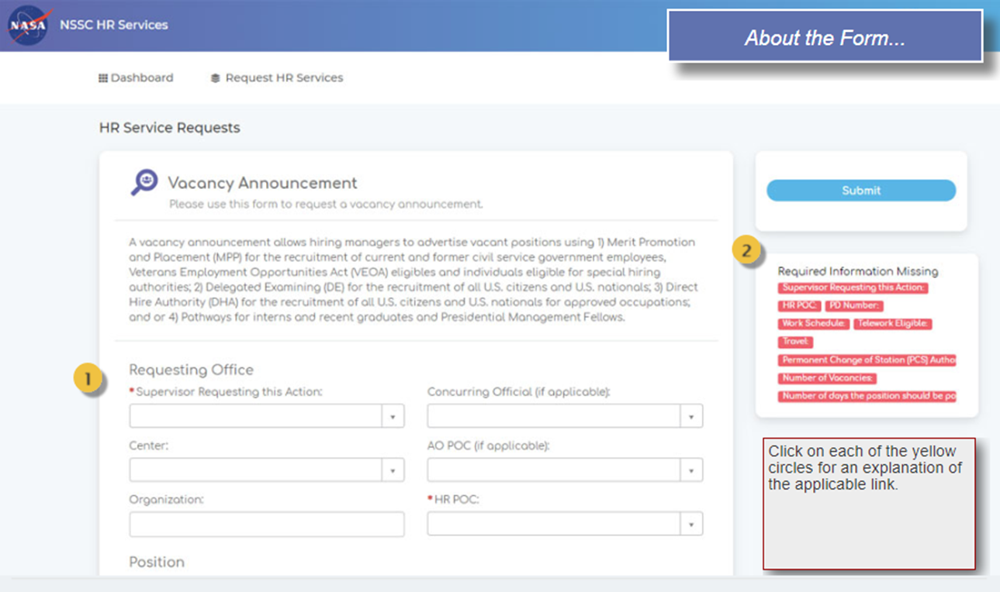 NASA
NSSC HR Services
About the Form...
Dashboard
Request HR Services
HR Service Requests
Vacancy Announcement
Please use this form to request a vacancy announcement.
A vacancy announcement allows hiring managers to advertise vacant positions using 1) Merit Promotion
and Placement (MPP) for the recruitment of current and former civil service government employees,
Veterans Employment Opportunities Act (VEOA) eligibles and individuals eligible for special hiring
authorities; 2) Delegated Examining (DE) for the recruitment of all U.S. citizens and U.S. nationals; 3) Direct
Hire Authority (DHA) for the recruitment of all U.S. citizens and U.S. nationals for approved occupations;
and or 4) Pathways for interns and recent graduates and Presidential Management Fellows.
1
Requesting Office
*Supervisor Requesting this Action:
Concurring Official (if applicable):
Center:
AO POC (if applicable):
Organization:
*HR POC:
Position
Submit
2
Required Information Missing
Supervisor Requesting this Action:
HR POC: PD Number:
Work Schedule: Telework Eligible:
Travel:
Permanent Change of Station (PCS) Autho
Number of Vacancies:
Number of days the position should be po
Click on each of the yellow
circles for an explanation of
the applicable link.